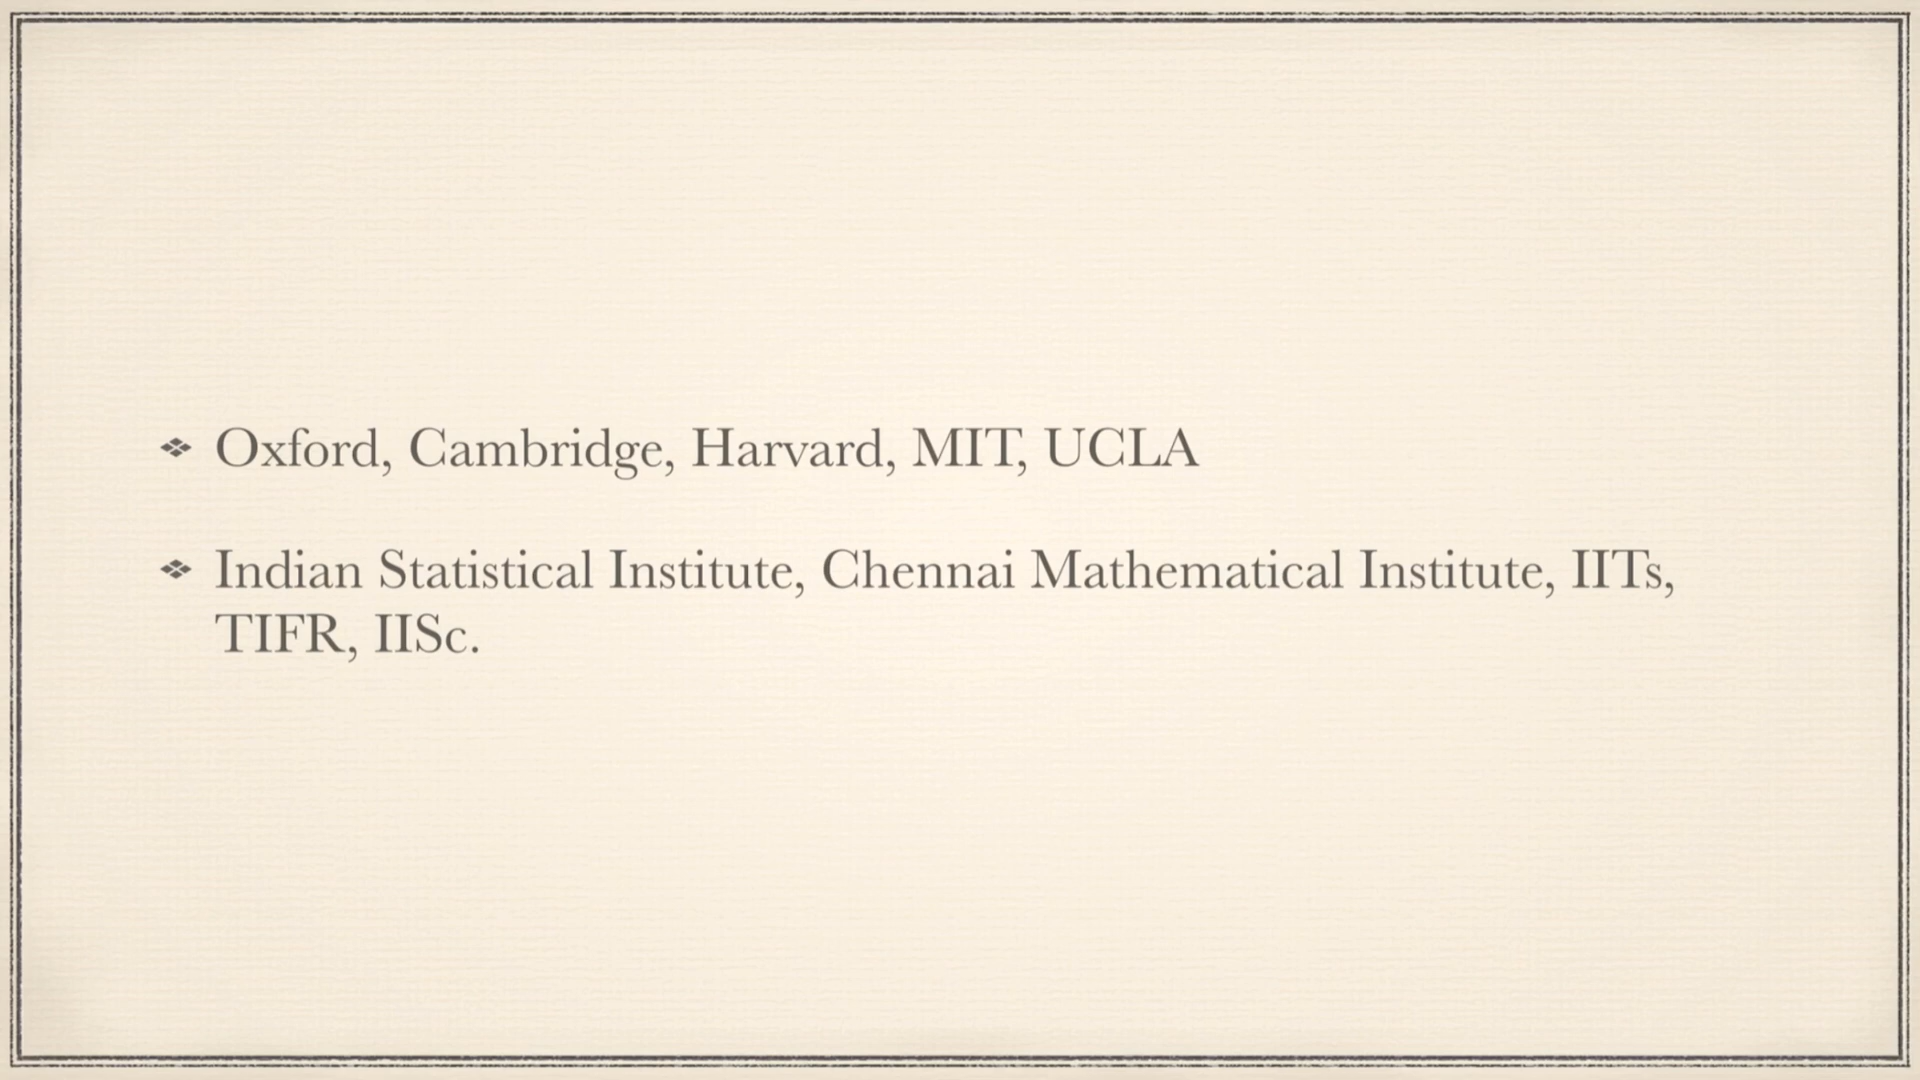 ❖ Oxford, Cambridge, Harvard, MIT, UCLA
❖ Indian Statistical Institute, Chennai Mathematical Institute, IITs,
TIFR, IISc.